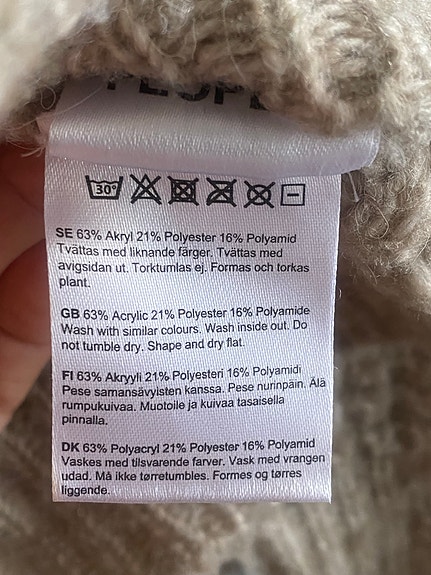 30°
SE 63% Akryl 21% Polyester 16% Polyamid
Tvättas med liknande färger. Tvättas med
avigsidan ut. Torktumlas ej. Formas och torkas
plant.
GB 63% Acrylic 21% Polyester 16% Polyamide
Wash with similar colours. Wash inside out. Do
not tumble dry. Shape and dry flat.
FI 63% Akryyli 21% Polyesteri 16% Polyamidi
Pese samansävyisten kanssa. Pese nurinpäin. Älä
rumpukuivaa. Muotoile ja kuivaa tasaisella
pinnalla.
DK 63% Polyacryl 21% Polyester 16% Polyamid
Vaskes med tilsvarende farver. Vask med vrangen
udad. Må ikke tørretumbles. Formes og tørres
liggende.